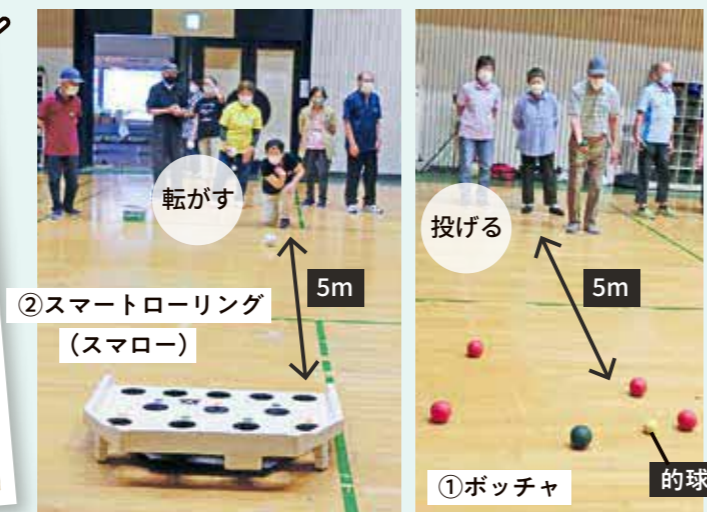 転がす
5m
②スマートローリング
(スマロー)
投げる
5m
的球
①ボッチャ